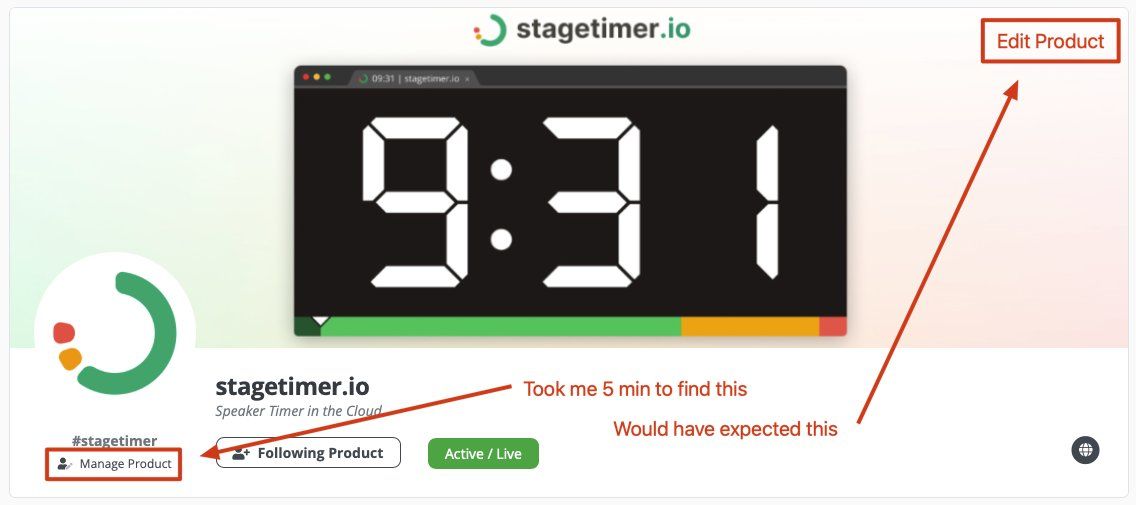 stagetimer.io
Edit Product
09:31 | stagetimer.io ×
9:31
stagetimer.io
Took me 5 min to find this
Speaker Timer in the Cloud
Would have expected this
#stagetimer
Manage Product
Following Product
Active / Live